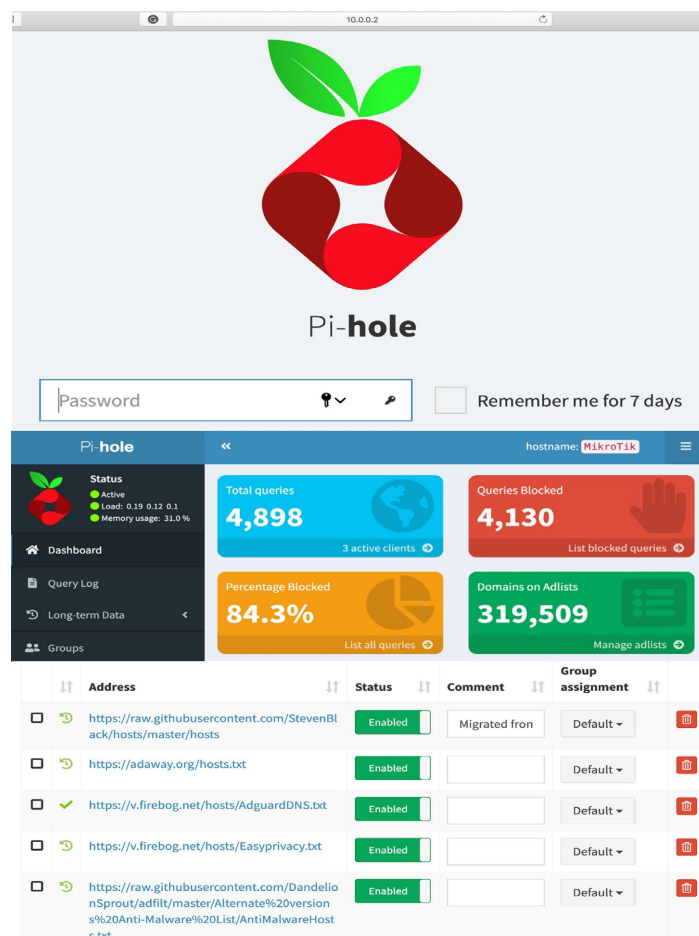 10.0.0.2
Pi-hole
Password
Remember me for 7 days
Pi-hole
hostname: MikroTik
Status
Active
Load: 0.19 0.12 0.1
Memory usage: 31.0 %
Dashboard
Query Log
Long-term Data
Groups
Total queries
4,898
3 active clients
Queries Blocked
4,130
List blocked queries
Percentage Blocked
84.3%
List all queries
Domains on Adlists
319,509
Manage adlists
Address Status Comment Group
assignment
https://raw.githubusercontent.com/StevenBl
ack/hosts/master/hosts
Enabled Migrated fron Default
https://adaway.org/hosts.txt Enabled Default
https://v.firebog.net/hosts/AdguardDNS.txt Enabled Default
https://v.firebog.net/hosts/Easyprivacy.txt Enabled Default
https://raw.githubusercontent.com/Dandelio
nSprout/adfilt/master/Alternate%20version
s%20Anti-Malware%20List/AntiMalwareHost
s.txt
Enabled Default